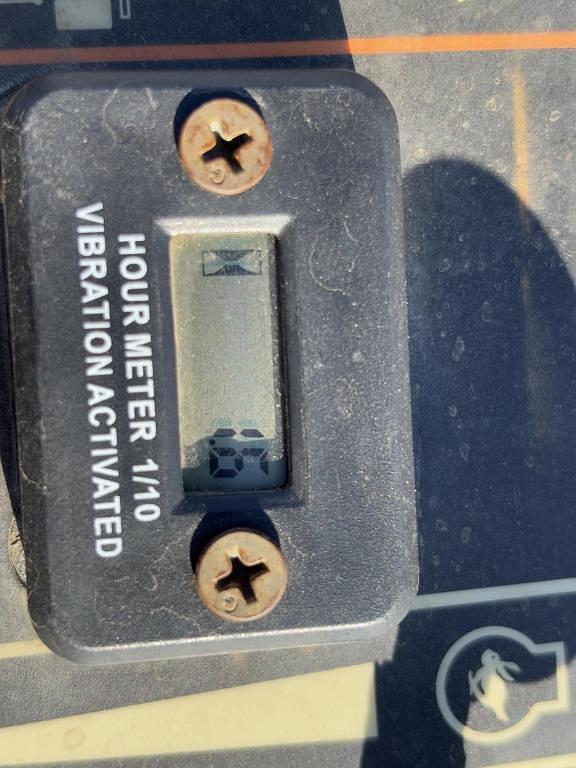 HOUR METER 1/10
VIBRATION ACTIVATED